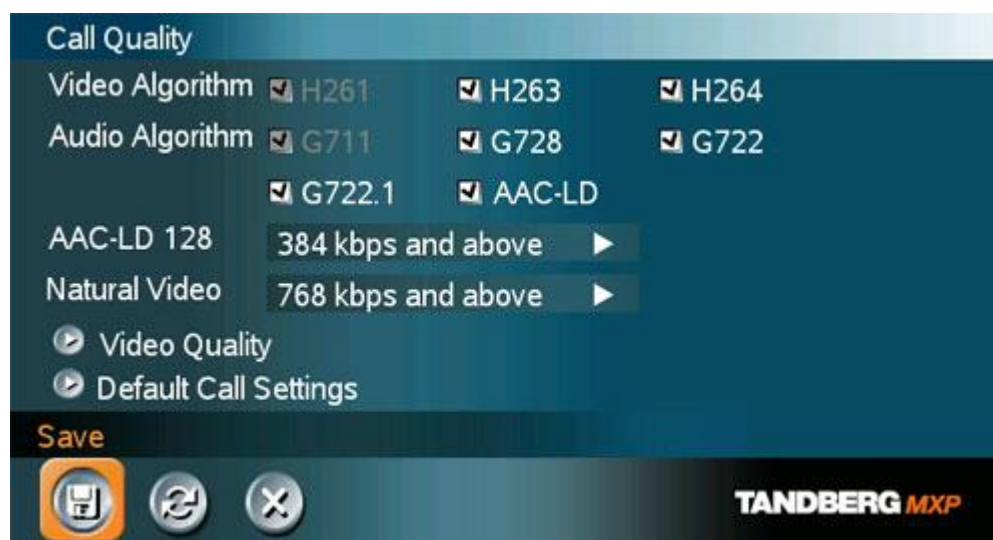 Call Quality
Video Algorithm H261 H263 H264
Audio Algorithm G711 G728 G722
G722.1 AAC-LD
AAC-LD 128 384 kbps and above
Natural Video 768 kbps and above
Video Quality
Default Call Settings
Save
TANDBERG MXP